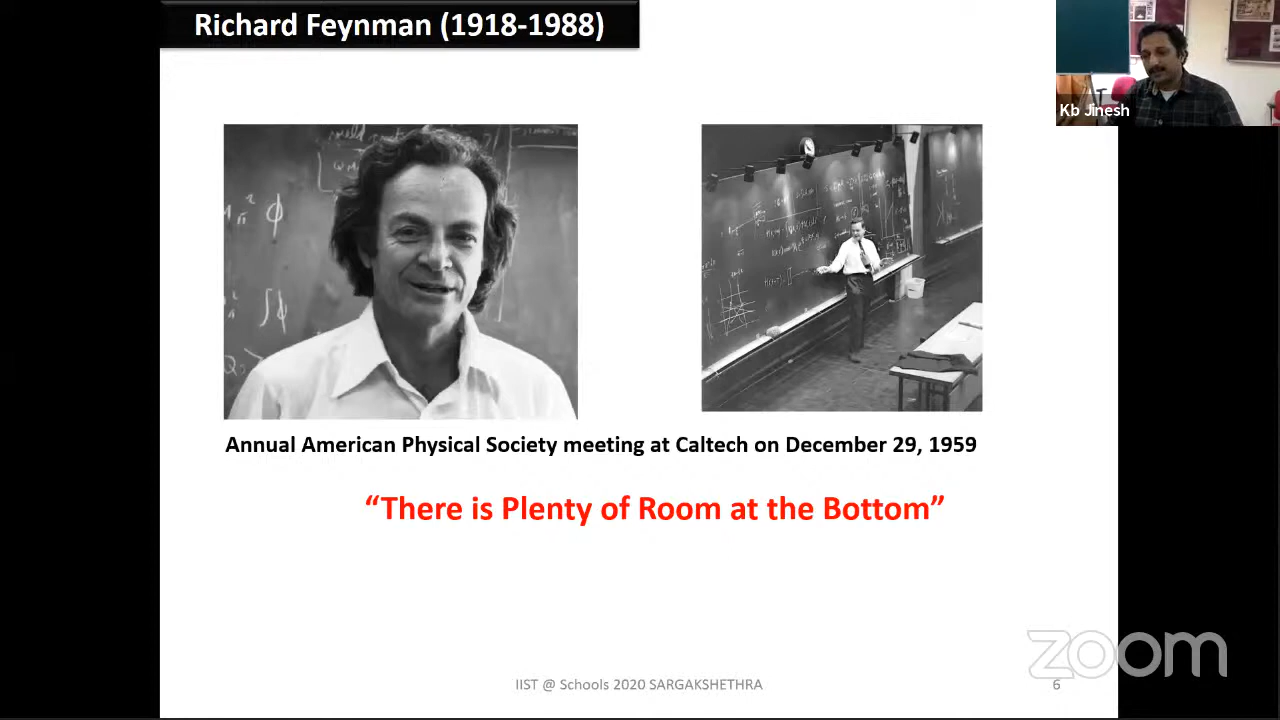 Richard Feynman (1918-1988)
Kb Jinesh
Annual American Physical Society meeting at Caltech on December 29, 1959
“There is Plenty of Room at the Bottom”
zoom
IIST @ Schools 2020 SARGAKSHETHRA
6